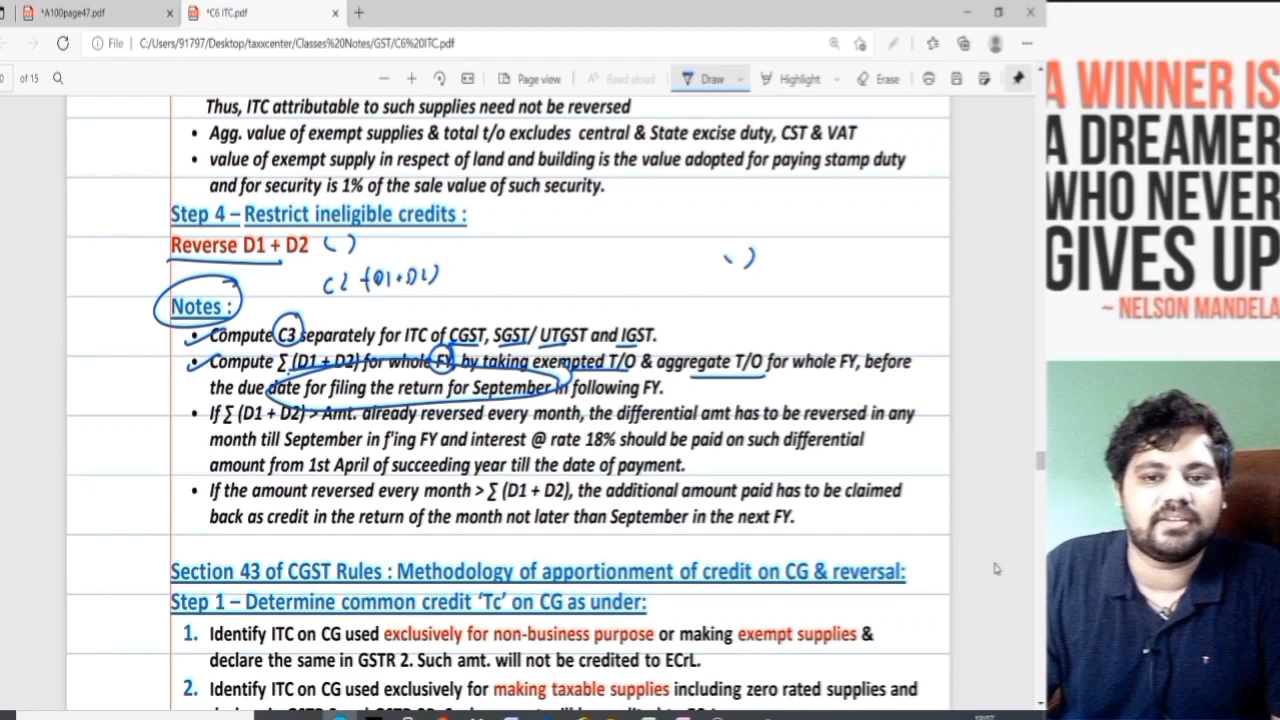 *A100page47.pdf
*C6 ITC.pdf
File
C:/Users/91797/Desktop/taxxcenter/Classes%20Notes/GST/C6%20ITC.pdf
of 15
Page view
Read aloud
Draw
Highlight
Erase
Thus, ITC attributable to such supplies need not be reversed
• Agg. value of exempt supplies & total t/o excludes central & State excise duty, CST & VAT
• value of exempt supply in respect of land and building is the value adopted for paying stamp duty
and for security is 1% of the sale value of such security.
Step 4 – Restrict ineligible credits :
Reverse D1 + D2 ( )
C2 -(D1+D2)
Notes :
• Compute C3 separately for ITC of CGST, SGST/ UTGST and IGST.
• Compute ∑ (D1 + D2) for whole FY, by taking exempted T/O & aggregate T/O for whole FY, before
the due date for filing the return for September in following FY.
• If ∑ (D1 + D2) > Amt. already reversed every month, the differential amt has to be reversed in any
month till September in f'ing FY and interest @ rate 18% should be paid on such differential
amount from 1st April of succeeding year till the date of payment.
• If the amount reversed every month > ∑ (D1 + D2), the additional amount paid has to be claimed
back as credit in the return of the month not later than September in the next FY.
Section 43 of CGST Rules : Methodology of apportionment of credit on CG & reversal:
Step 1 – Determine common credit ‘Tc’ on CG as under:
1. Identify ITC on CG used exclusively for non-business purpose or making exempt supplies &
declare the same in GSTR 2. Such amt. will not be credited to ECrL.
2. Identify ITC on CG used exclusively for making taxable supplies including zero rated supplies and
A WINNER IS
A DREAMER
WHO NEVER
GIVES UP
~ NELSON MANDELA